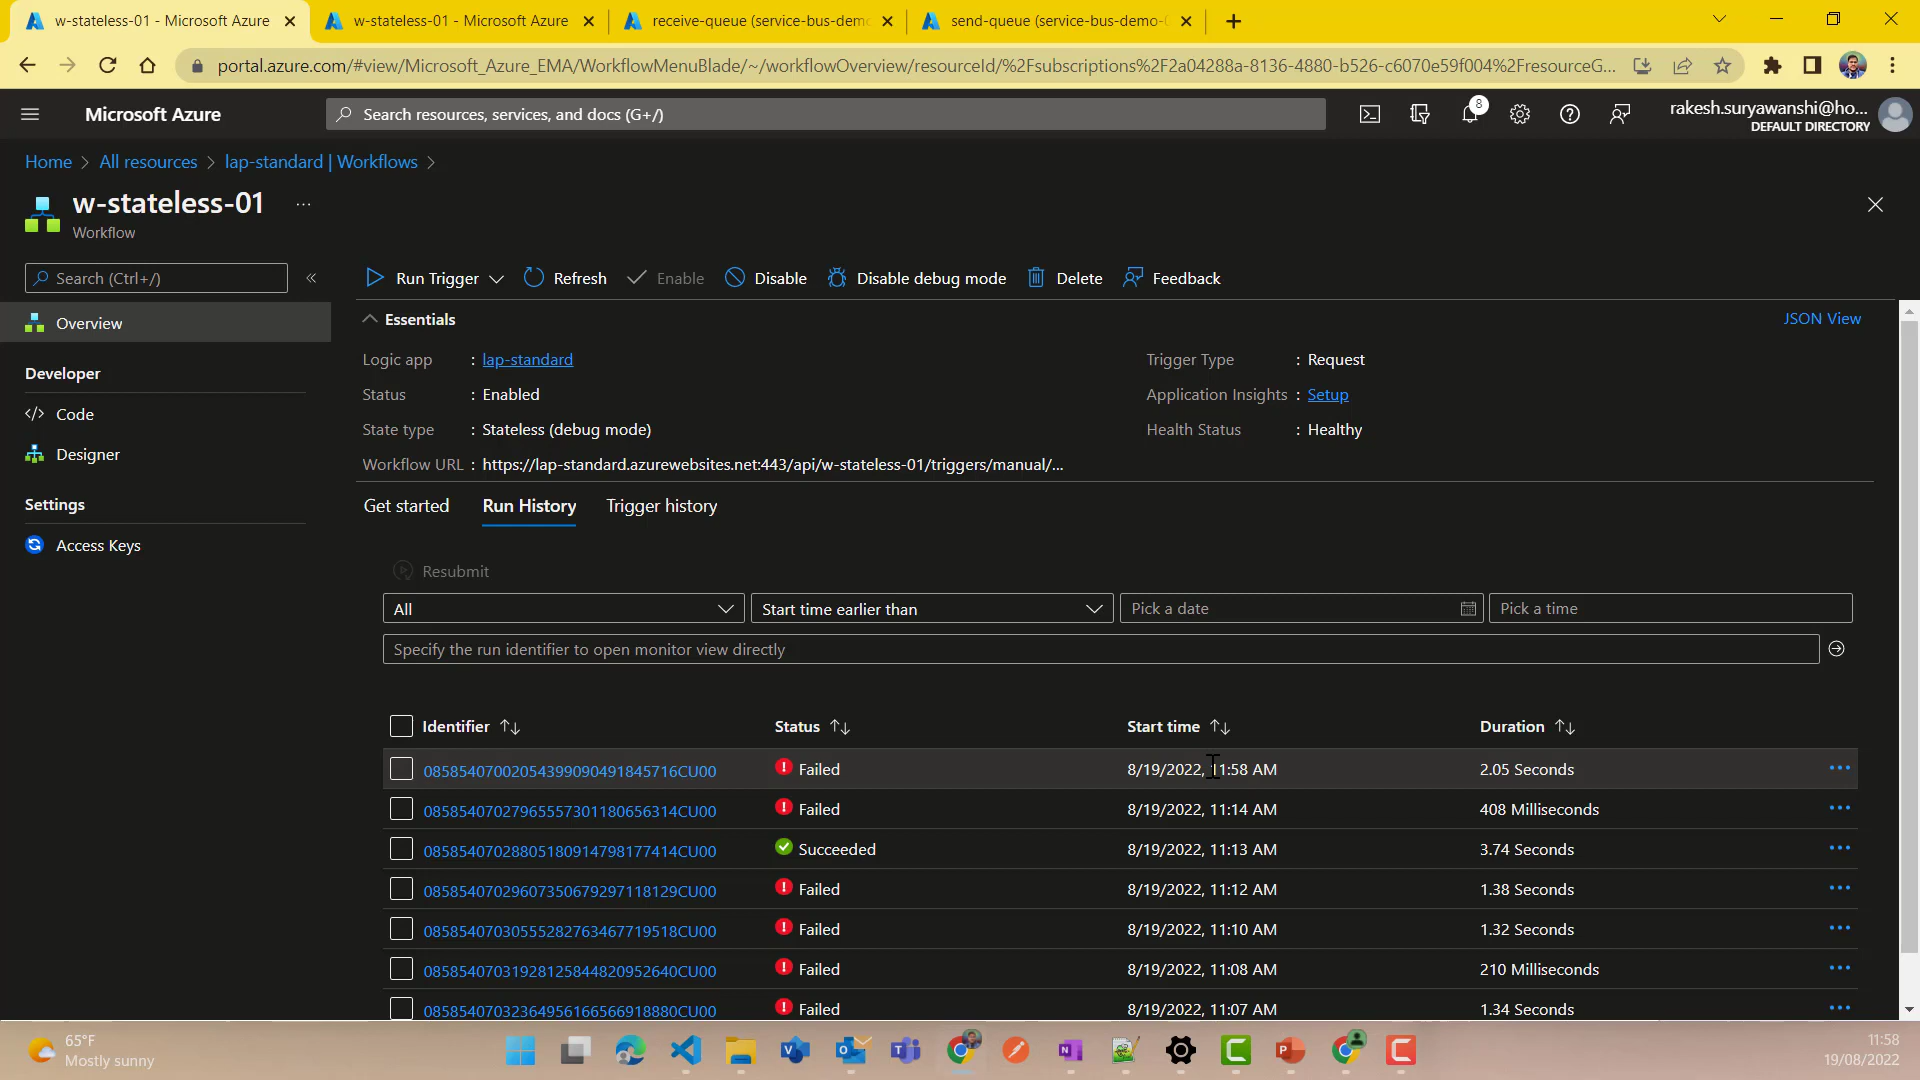 w-stateless-01 - Microsoft Azure
w-stateless-01 - Microsoft Azure
receive-queue (service-bus-demo
send-queue (service-bus-demo-
portal.azure.com/#view/Microsoft_Azure_EMA/WorkflowMenuBlade/~/workflowOverview/resourceId/%2Fsubscriptions%2F2a04288a-8136-4880-b526-c6070e59f004%2FresourceG...
Microsoft Azure
Search resources, services, and docs (G+/)
8
rakesh.suryawanshi@ho...
DEFAULT DIRECTORY
Home > All resources > lap-standard | Workflows >
w-stateless-01 ...
Workflow
Search (Ctrl+/)
«
Run Trigger
Refresh
Enable
Disable
Disable debug mode
Delete
Feedback
Overview
Developer
Code
Designer
Settings
Access Keys
Essentials
JSON View
Logic app : lap-standard
Trigger Type : Request
Status : Enabled
Application Insights : Setup
State type : Stateless (debug mode)
Health Status : Healthy
Workflow URL : https://lap-standard.azurewebsites.net:443/api/w-stateless-01/triggers/manual/...
Get started
Run History
Trigger history
Resubmit
All
Start time earlier than
Pick a date
Pick a time
Specify the run identifier to open monitor view directly
Identifier Status Start time Duration
08585407002054399090491845716CU00 Failed 8/19/2022, 11:58 AM 2.05 Seconds
08585407027965557301180656314CU00 Failed 8/19/2022, 11:14 AM 408 Milliseconds
08585407028805180914798177414CU00 Succeeded 8/19/2022, 11:13 AM 3.74 Seconds
08585407029607350679297118129CU00 Failed 8/19/2022, 11:12 AM 1.38 Seconds
08585407030555282763467719518CU00 Failed 8/19/2022, 11:10 AM 1.32 Seconds
08585407031928125844820952640CU00 Failed 8/19/2022, 11:08 AM 210 Milliseconds
08585407032364956166566918880CU00 Failed 8/19/2022, 11:07 AM 1.34 Seconds
65°F
Mostly sunny
11:58
19/08/2022